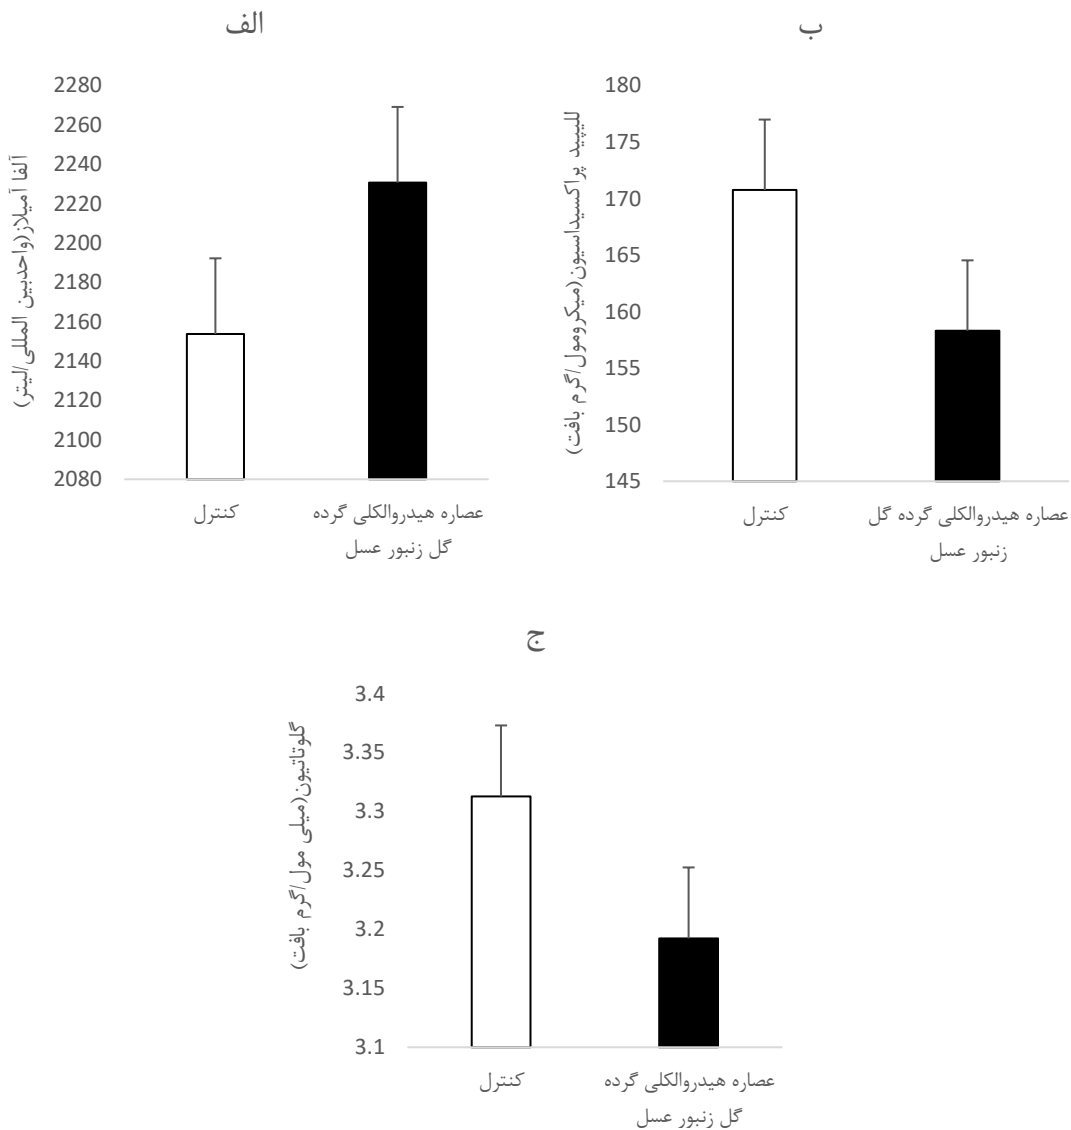 الف
2280
2260
2240
2220
2200
2180
2160
2140
2120
2100
2080
آلفا آمیلاز(واحدبین المللی/لیتر)
کنترل
عصاره هیدروالکلی گرده
گل زنبور عسل
ب
180
175
170
165
160
155
150
145
للیپید پراکسیداسیون(میکرومول/گرم بافت)
کنترل
عصاره هیدروالکلی گرده گل
زنبور عسل
ج
3.4
3.35
3.3
3.25
3.2
3.15
3.1
گلوتاتیون(میلی مول/گرم بافت)
کنترل
عصاره هیدروالکلی گرده
گل زنبور عسل